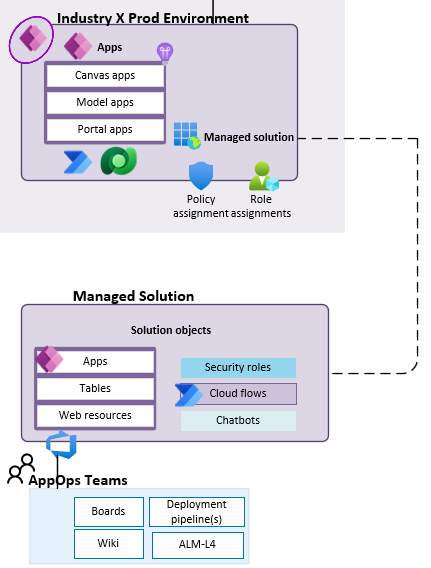 Industry X Prod Environment
Apps
Canvas apps
Model apps
Portal apps
Managed solution
Policy
assignment
Role
assignments
Managed Solution
Solution objects
Apps
Tables
Web resources
Security roles
Cloud flows
Chatbots
AppOps Teams
Boards
Deployment
pipeline(s)
Wiki
ALM-L4